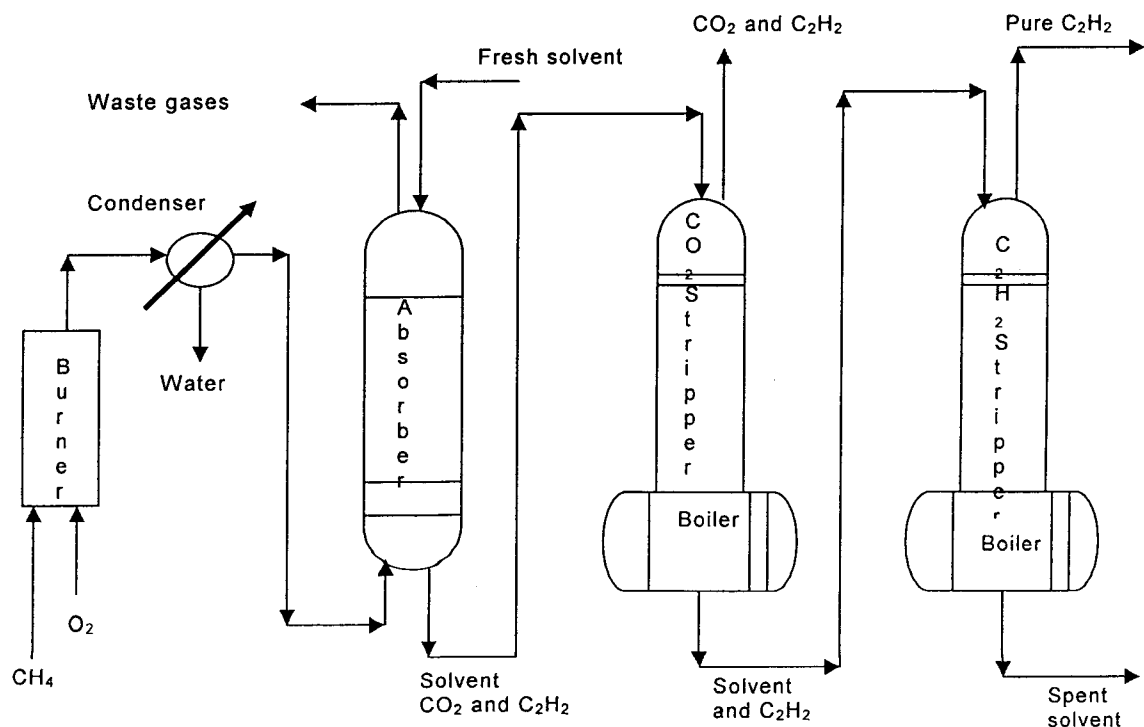 CO₂ and C₂H₂
Pure C₂H₂
Fresh solvent
Waste gases
Condenser
Burner
Water
Absorber
CO₂ Stripper
C₂H₂ Stripper
Boiler
Boiler
O₂
CH₄
Solvent
CO₂ and C₂H₂
Solvent
and C₂H₂
Spent
solvent